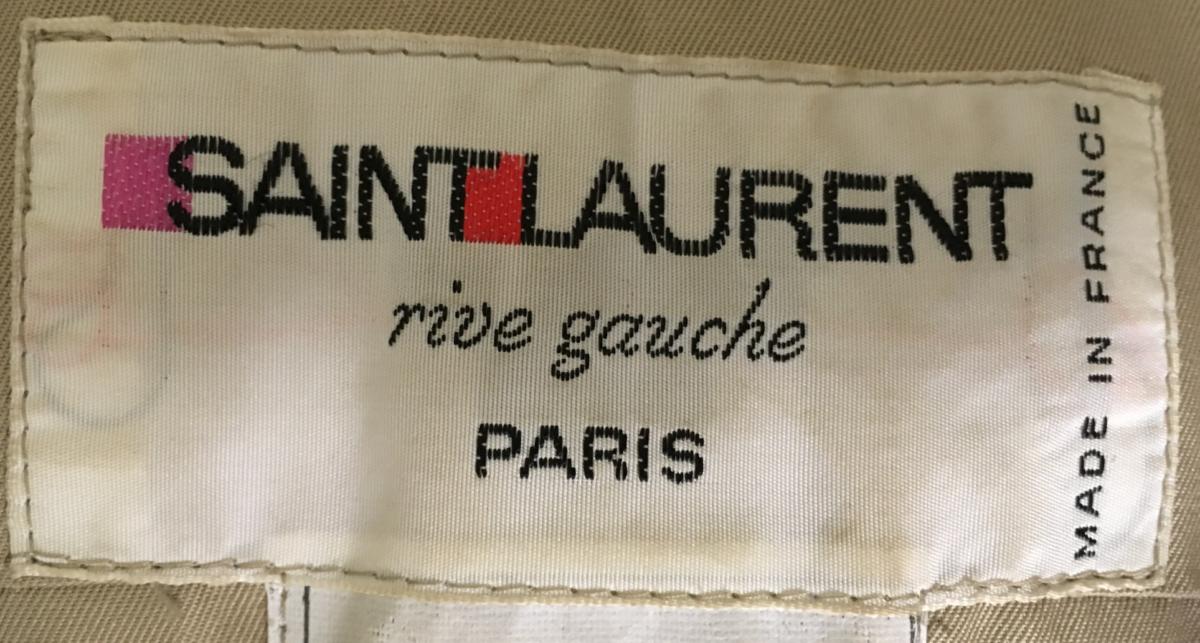 SAINT LAURENT
rive gauche
PARIS
MADE IN FRANCE